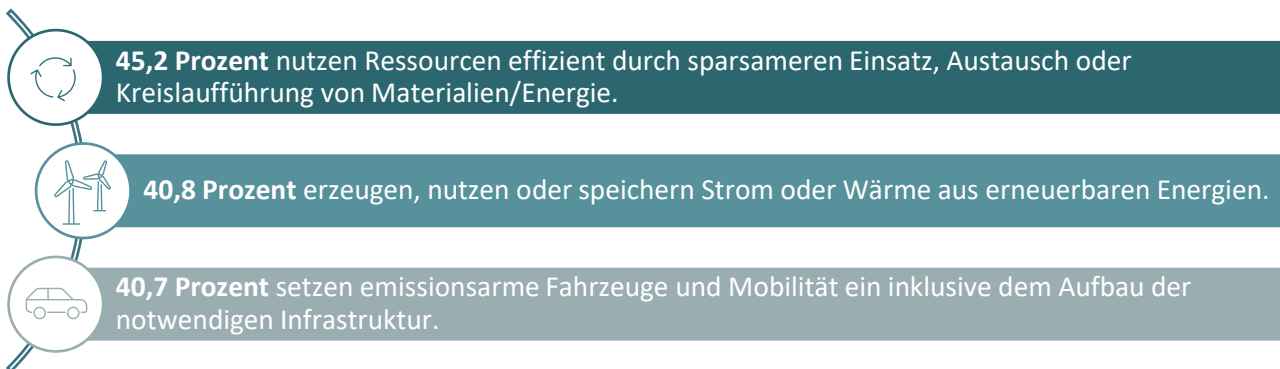 45,2 Prozent nutzen Ressourcen effizient durch sparsameren Einsatz, Austausch oder
Kreislaufführung von Materialien/Energie.
40,8 Prozent erzeugen, nutzen oder speichern Strom oder Wärme aus erneuerbaren Energien.
40,7 Prozent setzen emissionsarme Fahrzeuge und Mobilität ein inklusive dem Aufbau der
notwendigen Infrastruktur.